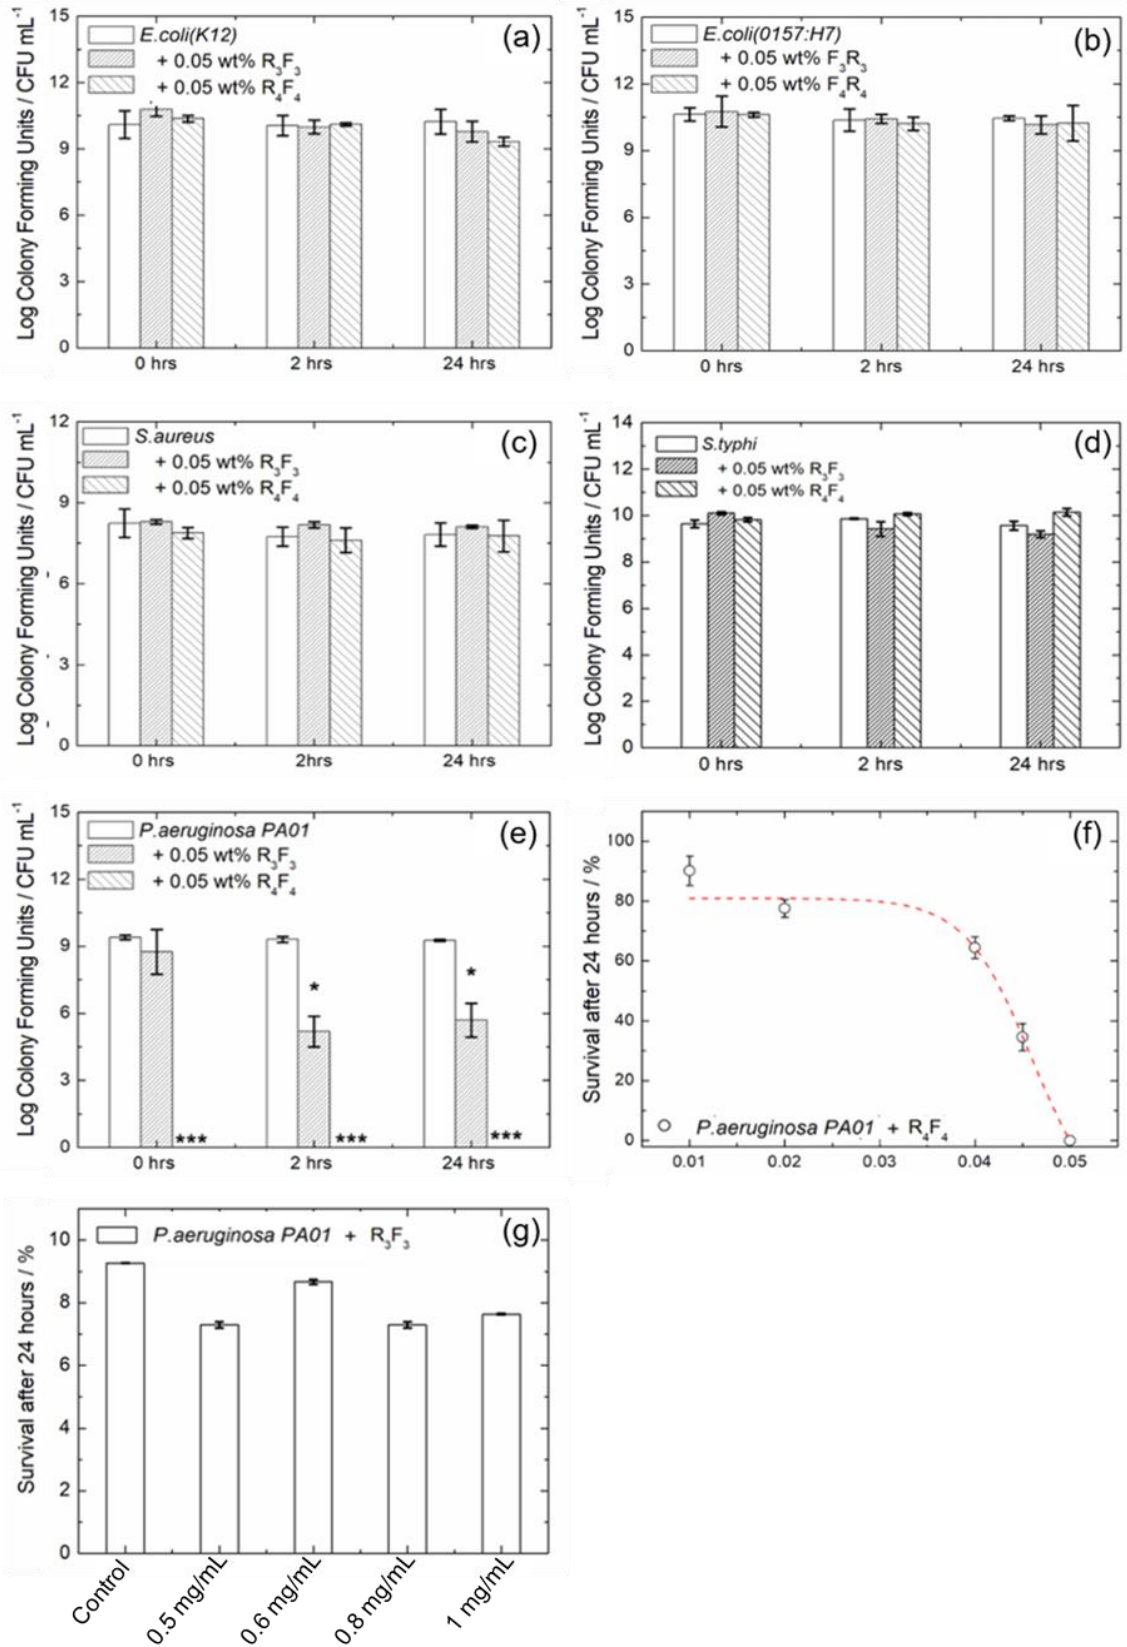 Log Colony Forming Units / CFU mL⁻¹
15
12
9
6
3
0
E.coli(K12)
+ 0.05 wt% R₃F₃
+ 0.05 wt% R₄F₄
(a)
0 hrs 2 hrs 24 hrs
Log Colony Forming Units / CFU mL⁻¹
15
12
9
6
3
0
E.coli(0157:H7)
+ 0.05 wt% F₃R₃
+ 0.05 wt% F₄R₄
(b)
0 hrs 2 hrs 24 hrs
Log Colony Forming Units / CFU mL⁻¹
12
9
6
3
0
S.aureus
+ 0.05 wt% R₃F₃
+ 0.05 wt% R₄F₄
(c)
0 hrs 2hrs 24 hrs
Log Colony Forming Units / CFU mL⁻¹
14
12
10
8
6
4
2
0
S.typhi
+ 0.05 wt% R₃F₃
+ 0.05 wt% R₄F₄
(d)
0 hrs 2 hrs 24 hrs
Log Colony Forming Units / CFU mL⁻¹
15
12
9
6
3
0
P.aeruginosa PA01
+ 0.05 wt% R₃F₃
+ 0.05 wt% R₄F₄
(e)
* *
*** *** ***
0 hrs 2 hrs 24 hrs
Survival after 24 hours / %
100
80
60
40
20
0
(f)
P.aeruginosa PA01 + R₄F₄
0.01 0.02 0.03 0.04 0.05
Survival after 24 hours / %
10
8
6
4
2
0
P.aeruginosa PA01 + R₃F₃
(g)
Control 0.5 mg/mL 0.6 mg/mL 0.8 mg/mL 1 mg/mL